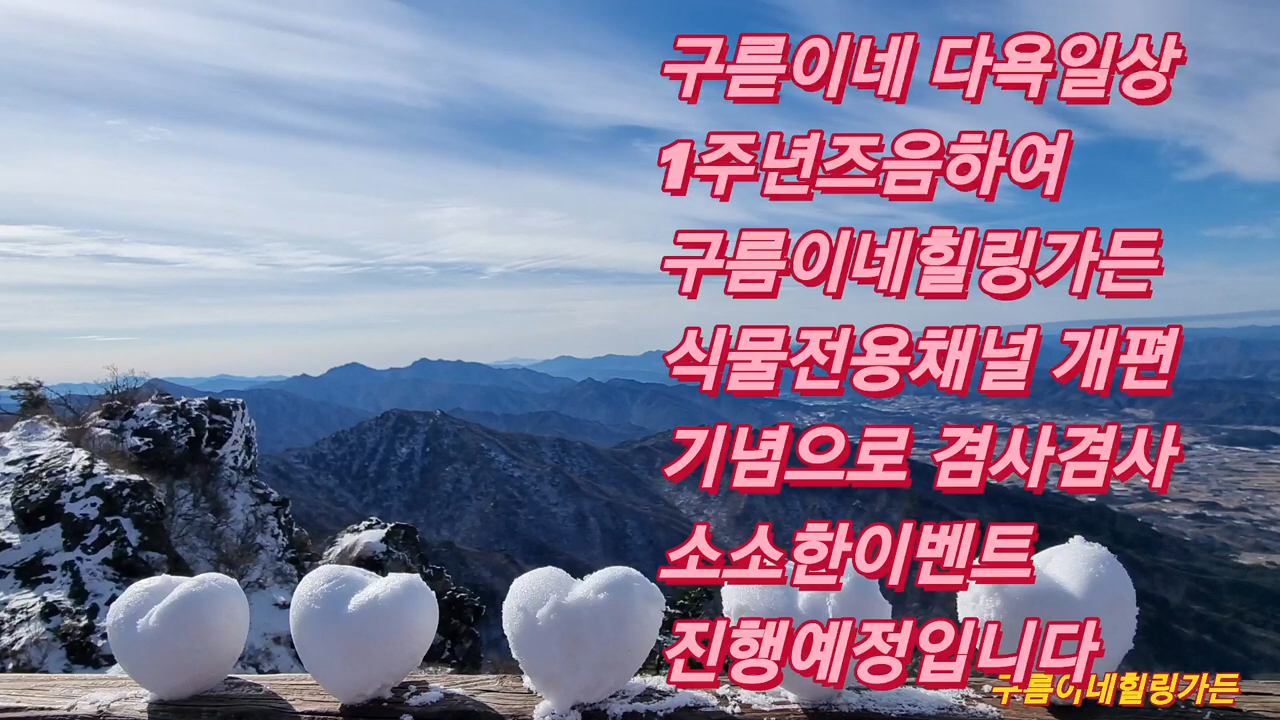 구릍이네 다욕일상
1주년즈음하여
구름이네힐링가든
식물전용채널 개편
기념으로 겸사겸사
소소한이벤트
진행예정입니다
구름이네힐링가든